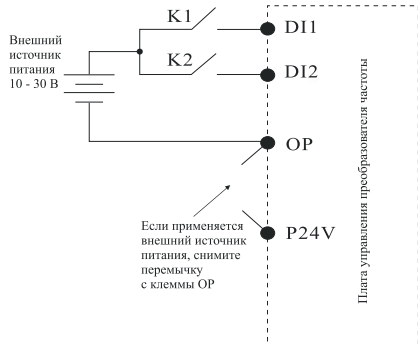 K1
DI1
Внешний
источник
питания
10 - 30 В
K2
DI2
OP
Если применяется
внешний источник
питания, снимите
перемычку
с клеммы OP
P24V
Плата управления преобразователя частоты